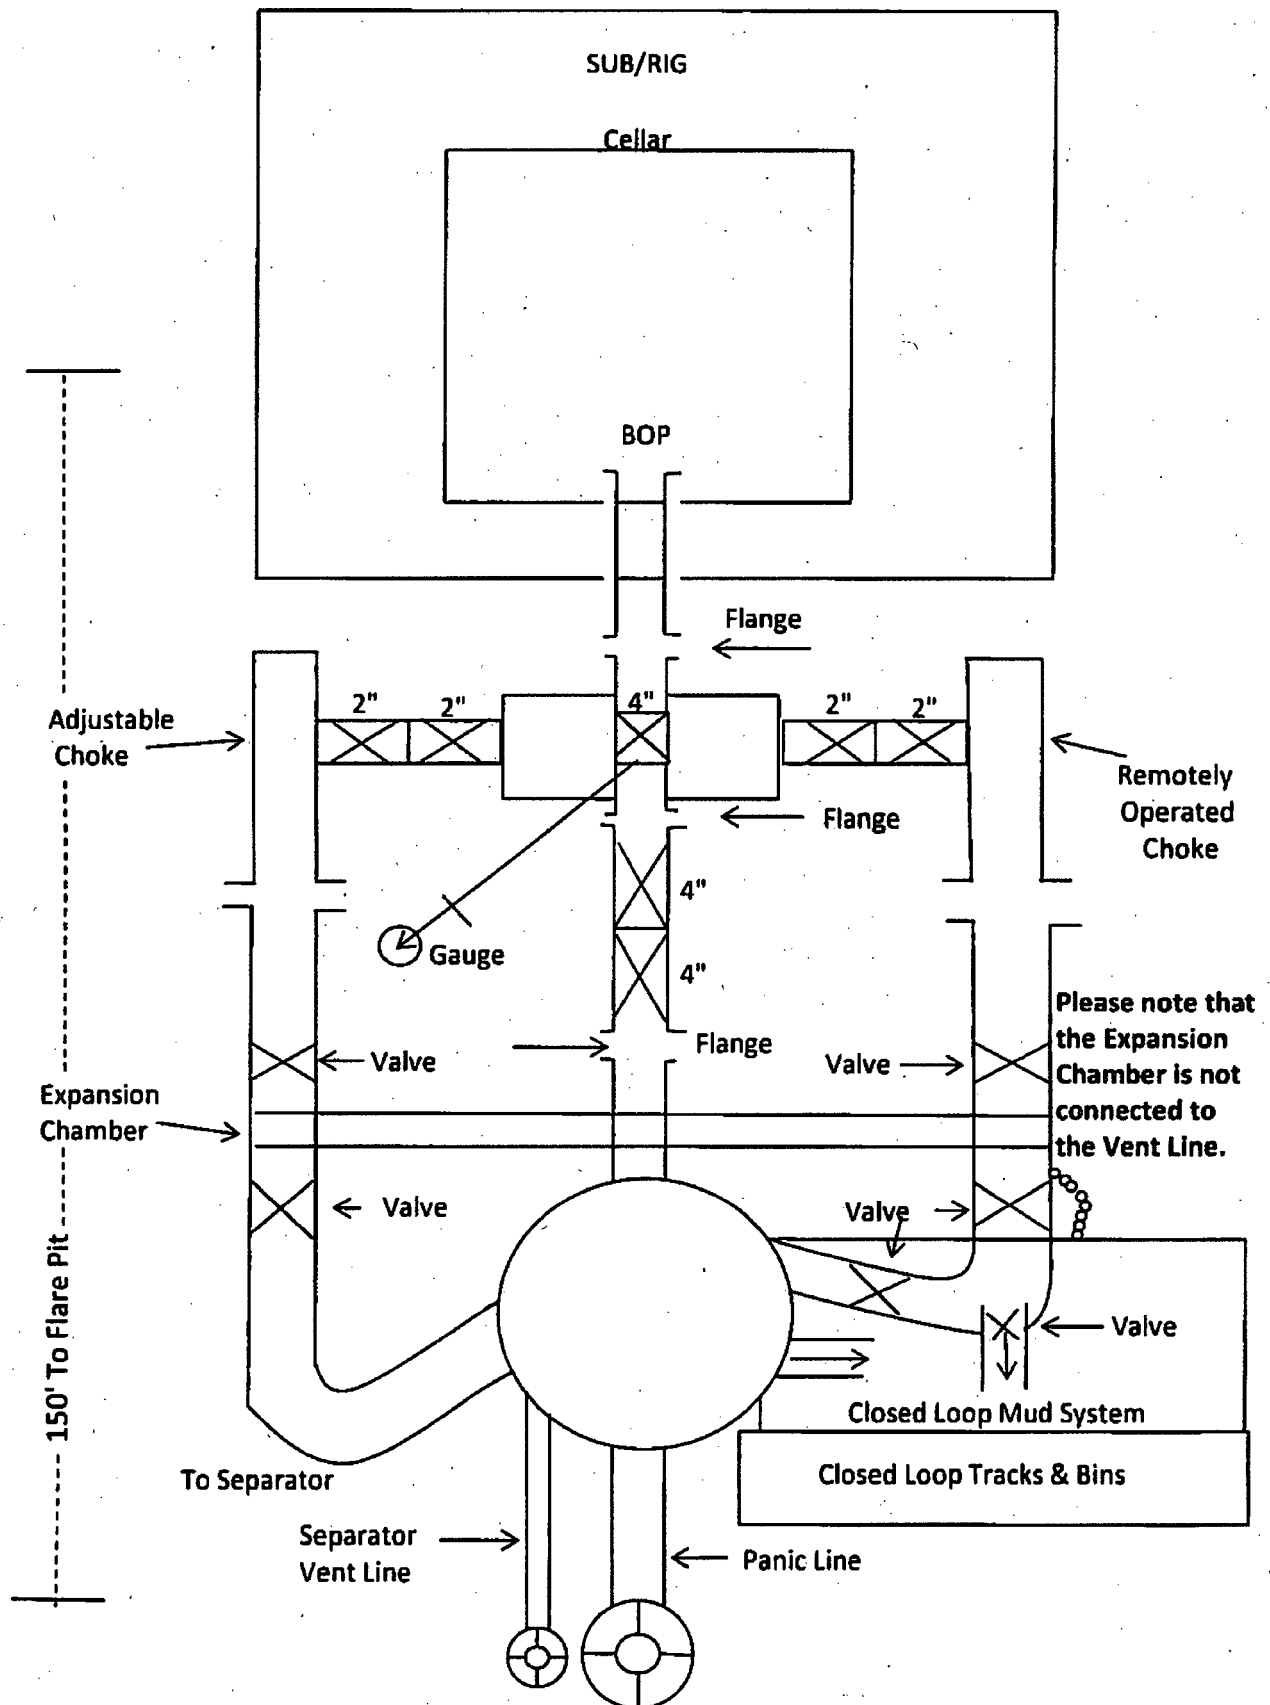 SUB/RIG
Cellar
BOP
Flange
2"
2"
4"
2"
2"
Adjustable
Choke
Remotely
Operated
Choke
Flange
4"
Gauge
4"
Please note that
the Expansion
Chamber is not
connected to
the Vent Line.
Flange
Valve
Valve
Expansion
Chamber
Valve
Valve
150' To Flare Pit
Valve
Closed Loop Mud System
To Separator
Closed Loop Tracks & Bins
Separator
Vent Line
Panic Line